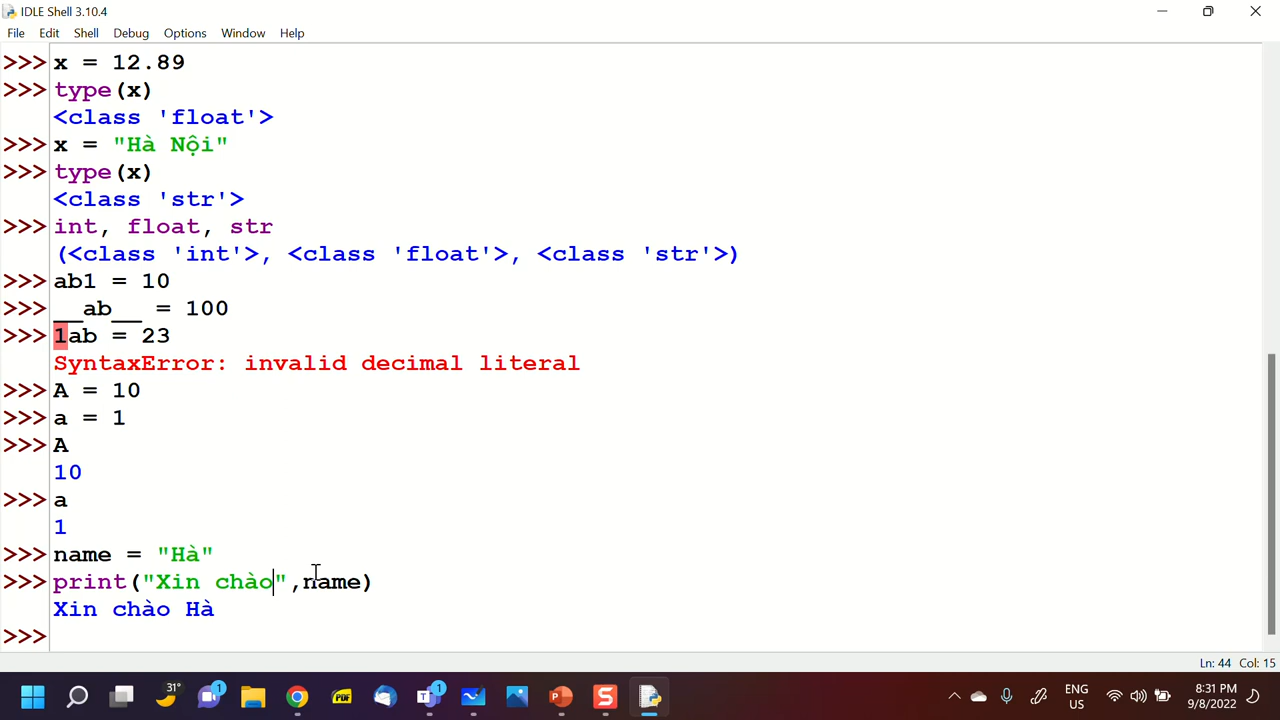 IDLE Shell 3.10.4
File Edit Shell Debug Options Window Help
>>> x = 12.89
>>> type(x)
<class 'float'>
>>> x = "Hà Nội"
>>> type(x)
<class 'str'>
>>> int, float, str
(<class 'int'>, <class 'float'>, <class 'str'>)
>>> ab1 = 10
>>> __ab__ = 100
>>> 1ab = 23
SyntaxError: invalid decimal literal
>>> A = 10
>>> a = 1
>>> A
10
>>> a
1
>>> name = "Hà"
>>> print("Xin chào",name)
Xin chào Hà
>>>
Ln: 44 Col: 15
31°
1
PDF
1
ENG
US
8:31 PM
9/8/2022